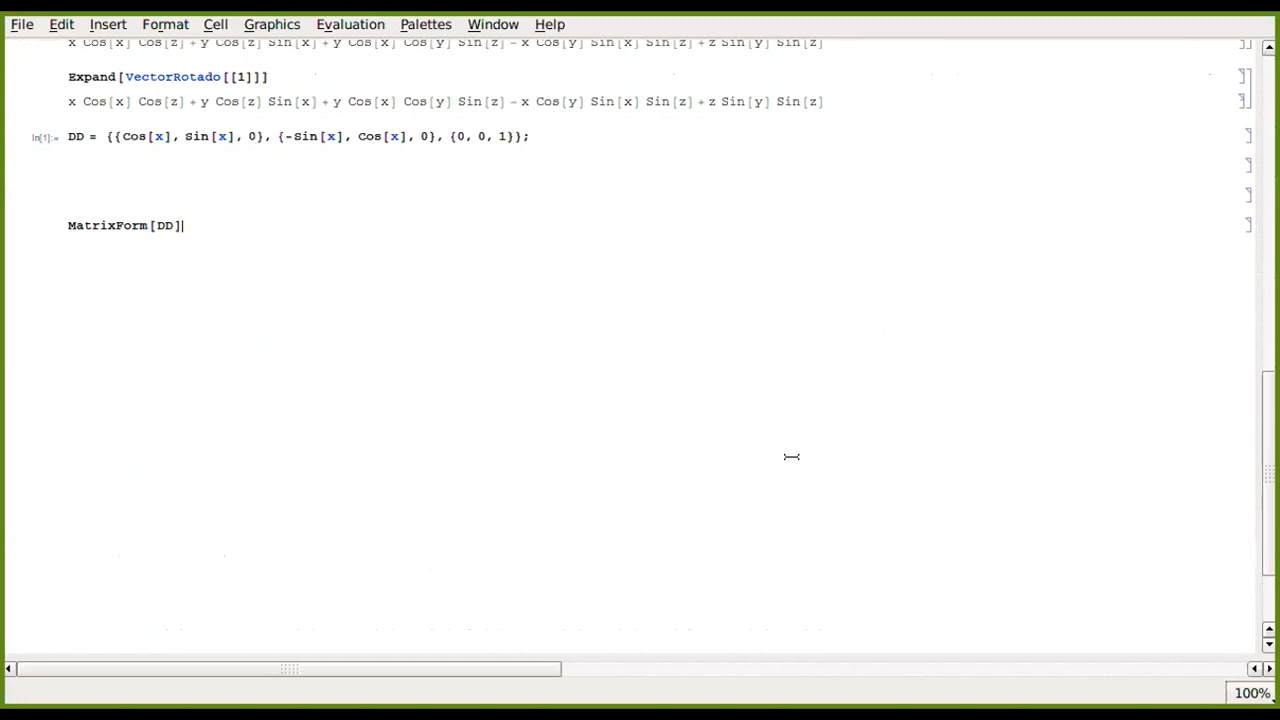 File Edit Insert Format Cell Graphics Evaluation Palettes Window Help
x Cos[x] Cos[z] + y Cos[z] Sin[x] + y Cos[x] Cos[y] Sin[z] - x Cos[y] Sin[x] Sin[z] + z Sin[y] Sin[z]
Expand[VectorRotado[[1]]]
x Cos[x] Cos[z] + y Cos[z] Sin[x] + y Cos[x] Cos[y] Sin[z] - x Cos[y] Sin[x] Sin[z] + z Sin[y] Sin[z]
In[1]:= DD = {{Cos[x], Sin[x], 0}, {-Sin[x], Cos[x], 0}, {0, 0, 1}};
MatrixForm[DD]
100%